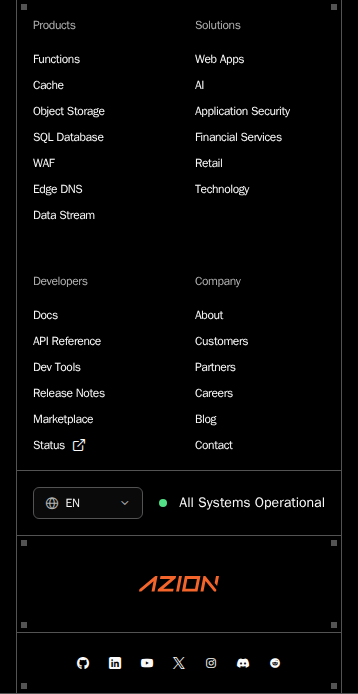 Products
Functions
Cache
Object Storage
SQL Database
WAF
Edge DNS
Data Stream
Solutions
Web Apps
AI
Application Security
Financial Services
Retail
Technology
Developers
Docs
API Reference
Dev Tools
Release Notes
Marketplace
Status
Company
About
Customers
Partners
Careers
Blog
Contact
EN
All Systems Operational
AZION